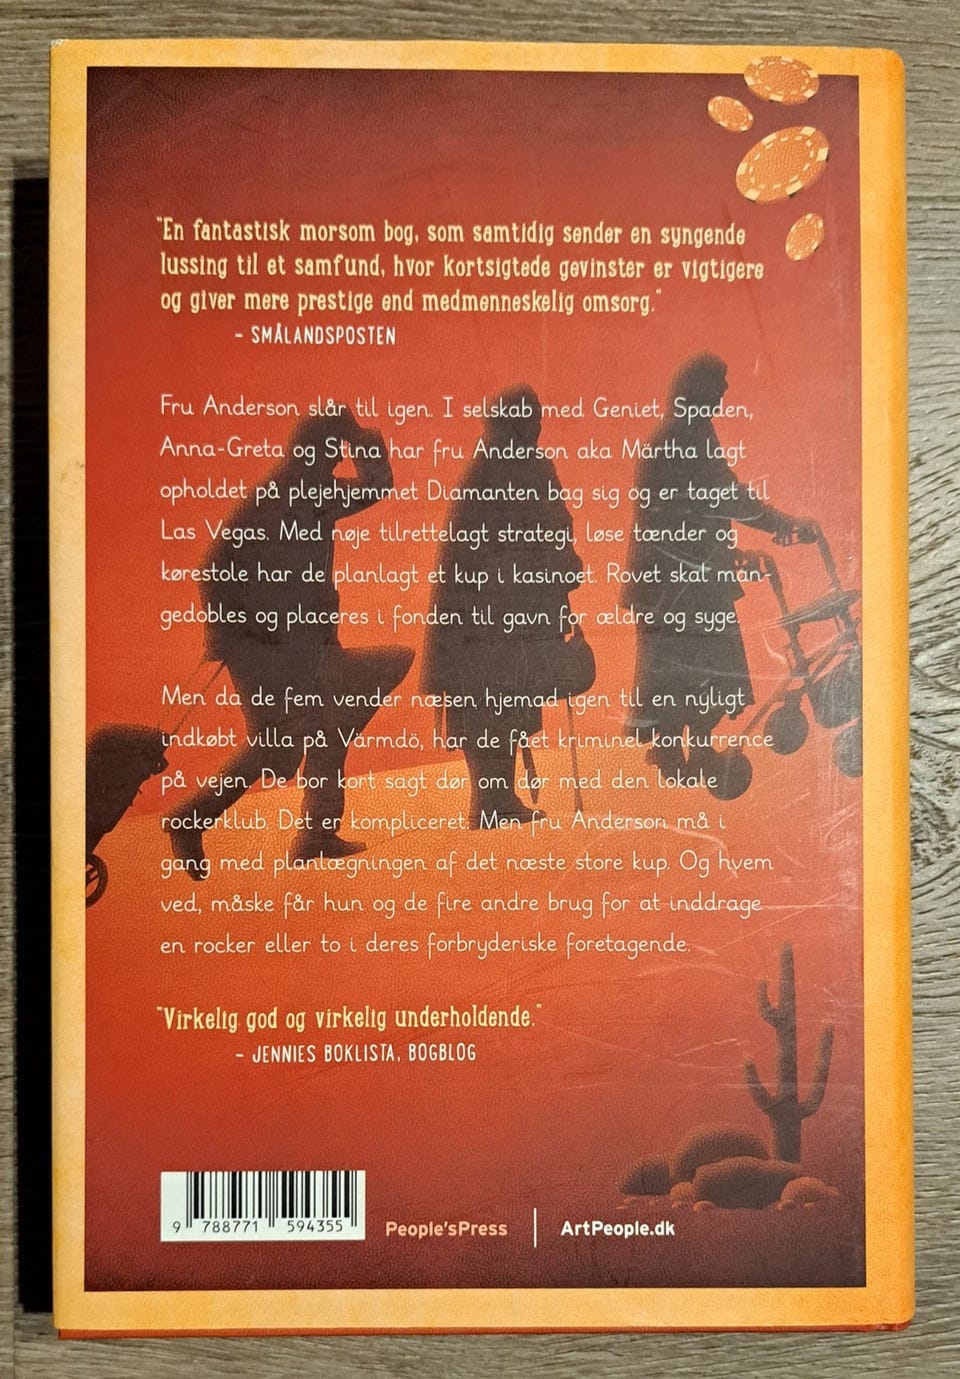 "En fantastisk morsom bog, som samtidig sender en syngende
lussing til et samfund, hvor kortsigtede gevinster er vigtigere
og giver mere prestige end medmenneskelig omsorg."
- SMÅLANDSPOSTEN
Fru Anderson slår til igen. I selskab med Geniet, Spaden,
Anna-Greta og Stina har fru Anderson aka Märtha lagt
opholdet på plejehjemmet Diamanten bag sig og er taget til
Las Vegas. Med nøje tilrettelagt strategi, løse tænder og
kørestole har de planlagt et kup i kasinoet. Rovet skal man-
gedobles og placeres i fonden til gavn for ældre og syge.
Men da de fem vender næsen hjemad igen til en nyligt
indkøbt villa på Värmdö, har de fået kriminel konkurrence
på vejen. De bor kort sagt dør om dør med den lokale
rockerklub. Det er kompliceret. Men fru Anderson må i
gang med planlægningen af det næste store kup. Og hvem
ved, måske får hun og de fire andre brug for at inddrage
en rocker eller to i deres forbryderiske foretagende.
"Virkelig god og virkelig underholdende."
- JENNIES BOKLISTA, BOGBLOG
9 788771 594355
People'sPress | ArtPeople.dk